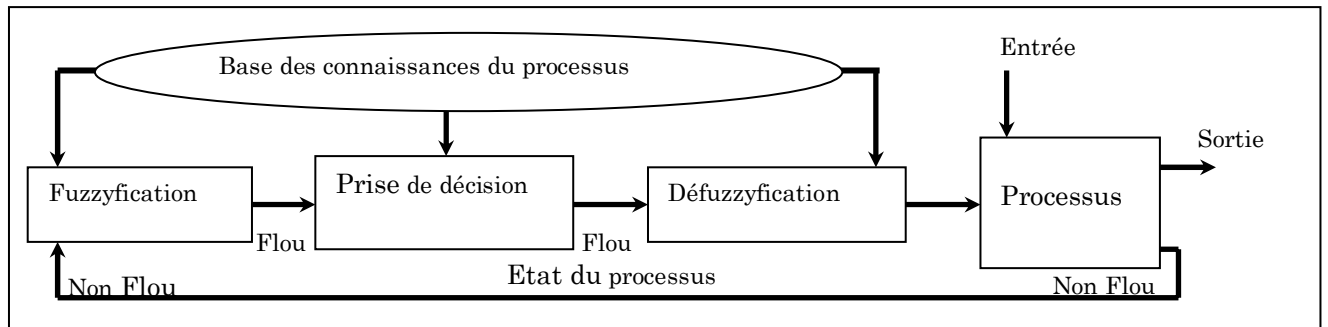 Entrée
Base des connaissances du processus
Sortie
Fuzzyfication
Prise de décision
Défuzzyfication
Processus
Flou
Flou
Etat du processus
Non Flou
Non Flou